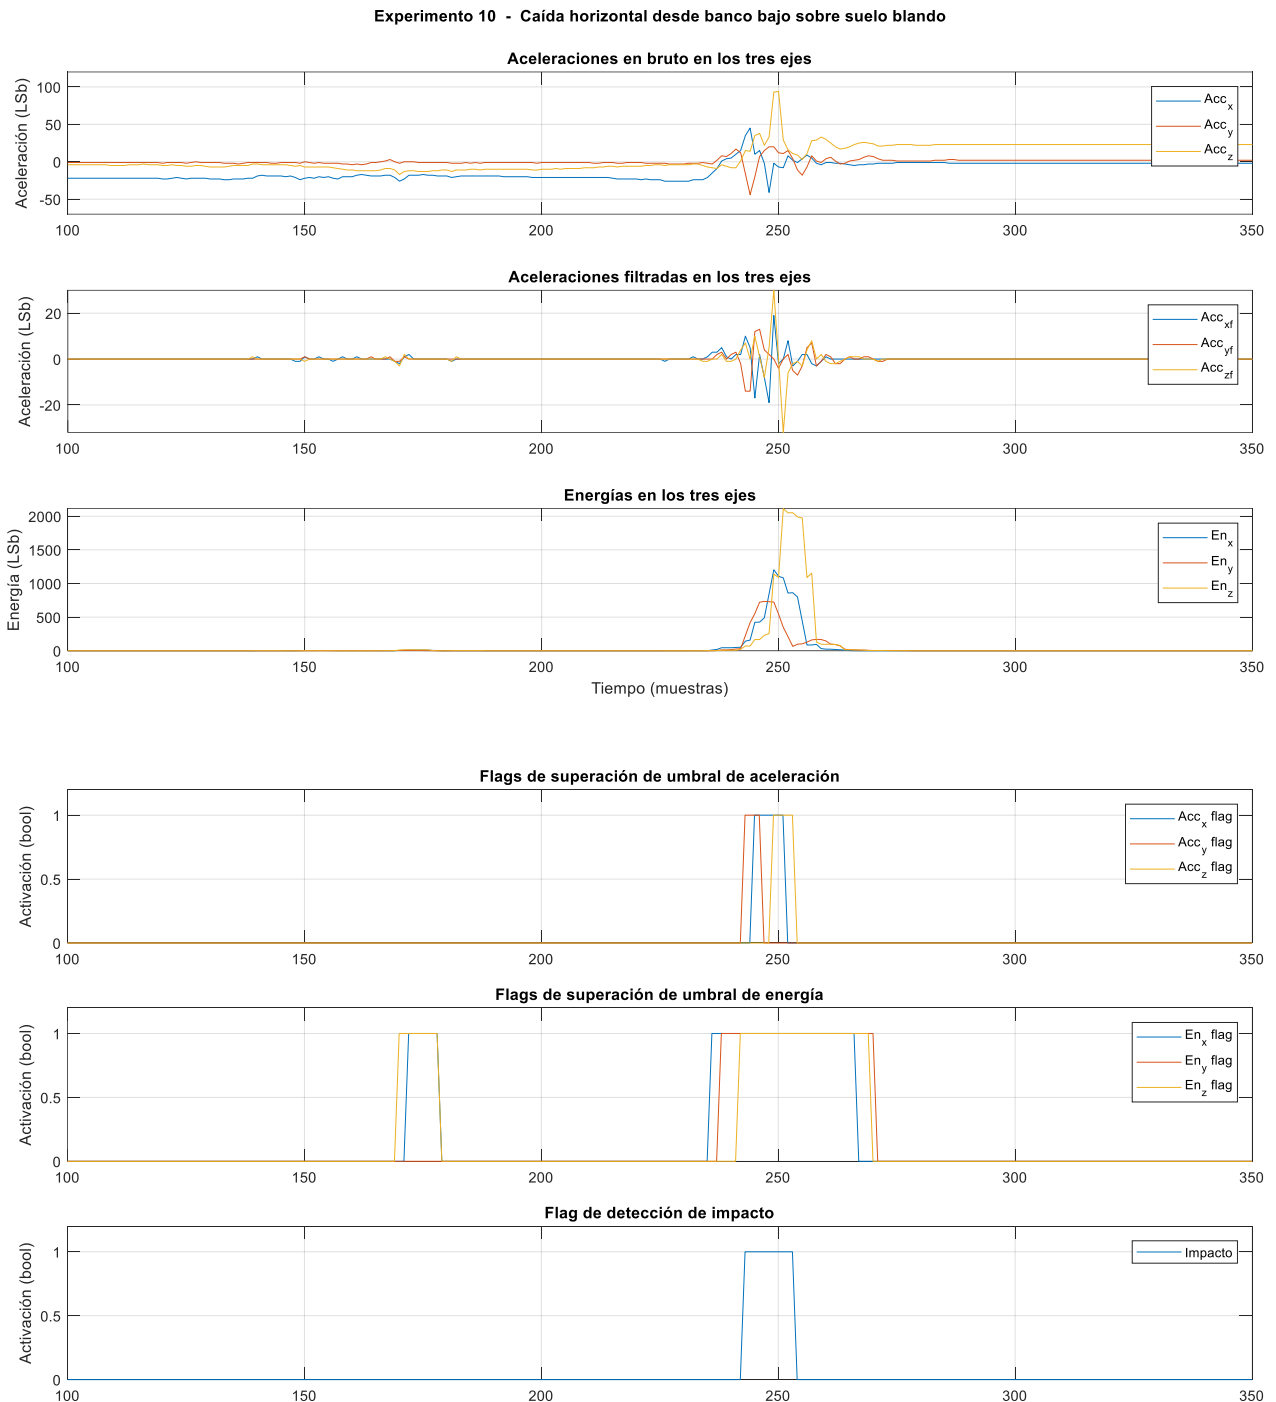 Experimento 10  -  Caída horizontal desde banco bajo sobre suelo blando
Aceleraciones en bruto en los tres ejes
Aceleración (LSb)
100
50
0
-50
100 150 200 250 300 350
Acc_x
Acc_y
Acc_z
Aceleraciones filtradas en los tres ejes
Aceleración (LSb)
20
0
-20
100 150 200 250 300 350
Acc_xf
Acc_yf
Acc_zf
Energías en los tres ejes
Energía (LSb)
2000
1500
1000
500
0
100 150 200 250 300 350
Tiempo (muestras)
En_x
En_y
En_z
Flags de superación de umbral de aceleración
Activación (bool)
1
0.5
0
100 150 200 250 300 350
Acc_x flag
Acc_y flag
Acc_z flag
Flags de superación de umbral de energía
Activación (bool)
1
0.5
0
100 150 200 250 300 350
En_x flag
En_y flag
En_z flag
Flag de detección de impacto
Activación (bool)
1
0.5
0
100 150 200 250 300 350
Impacto